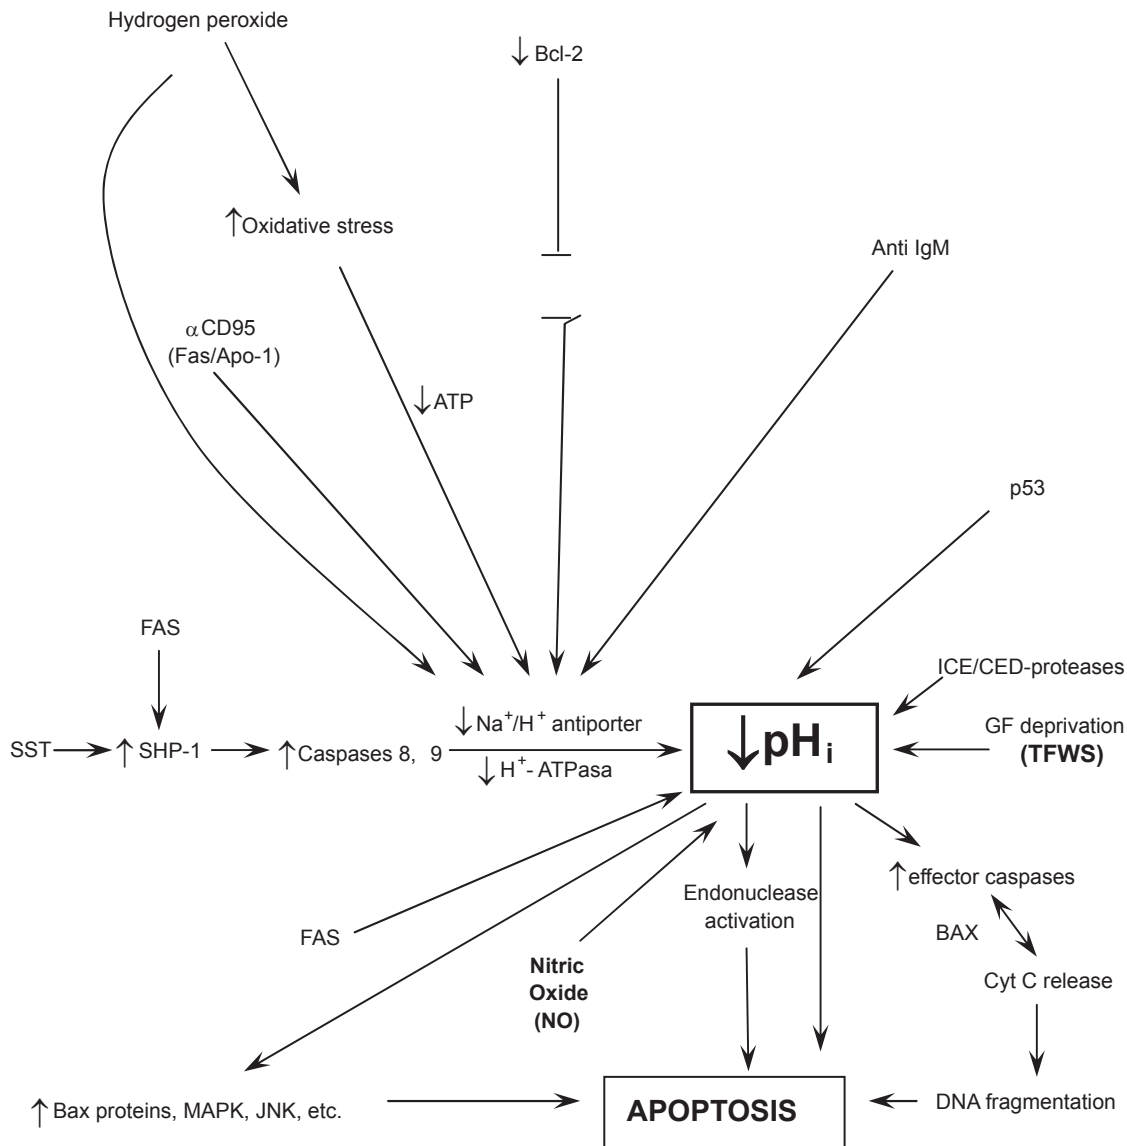 Hydrogen peroxide
↓ Bcl-2
↑Oxidative stress
Anti IgM
αCD95
(Fas/Apo-1)
↓ATP
p53
FAS
ICE/CED-proteases
↓Na⁺/H⁺ antiporter
GF deprivation
(TFWS)
SST
↑ SHP-1
↑Caspases 8, 9
↓pHᵢ
↓ H⁺- ATPasa
↑effector caspases
Endonuclease
activation
FAS
BAX
Nitric
Oxide
(NO)
Cyt C release
↑ Bax proteins, MAPK, JNK, etc.
APOPTOSIS
DNA fragmentation